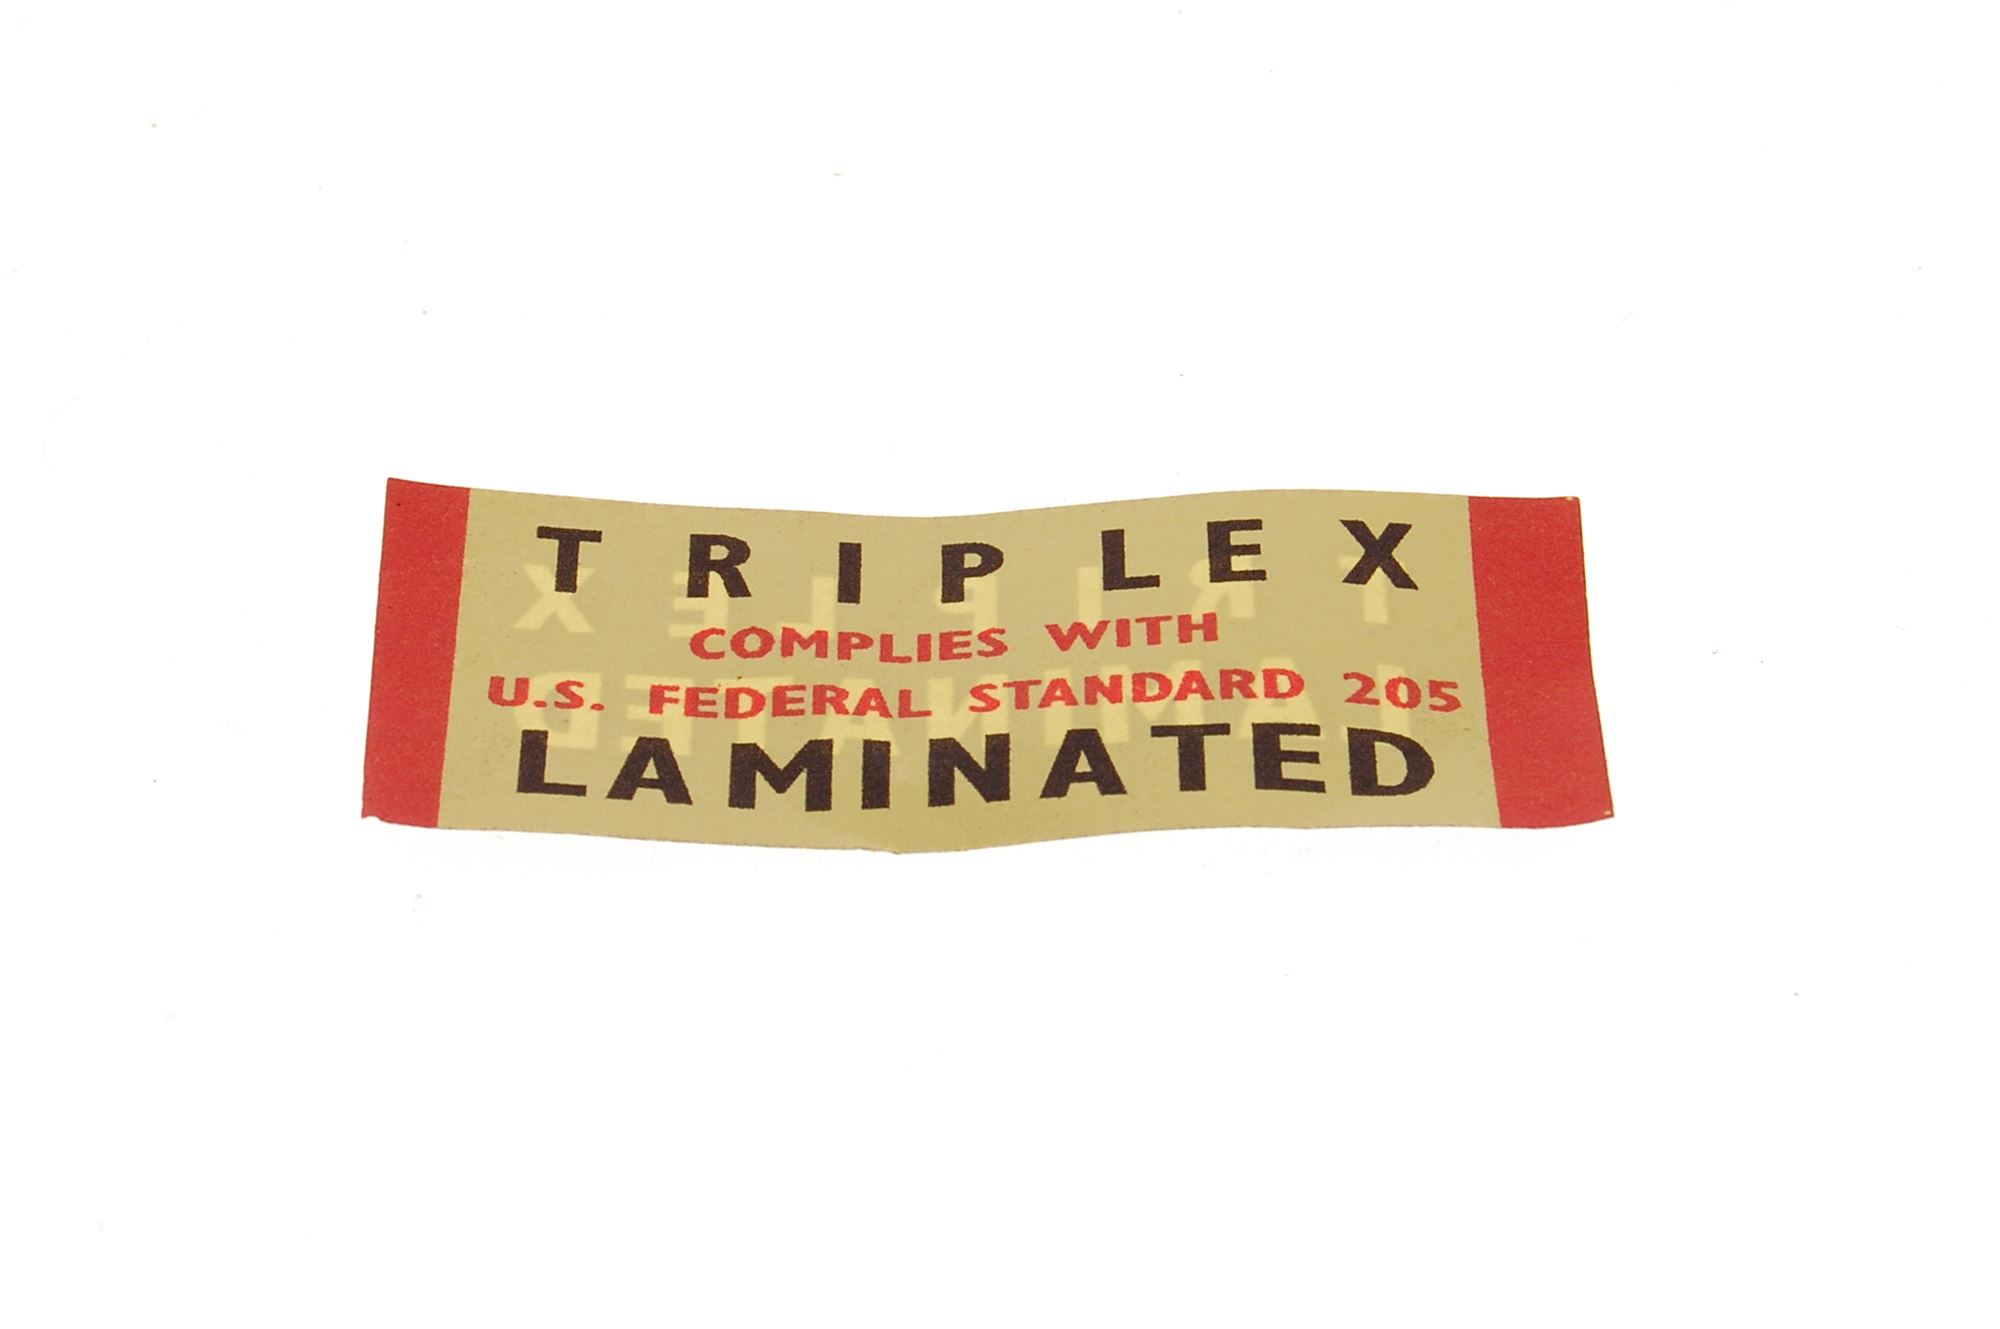 TRIPLEX
COMPLIES WITH
U.S. FEDERAL STANDARD 205
LAMINATED